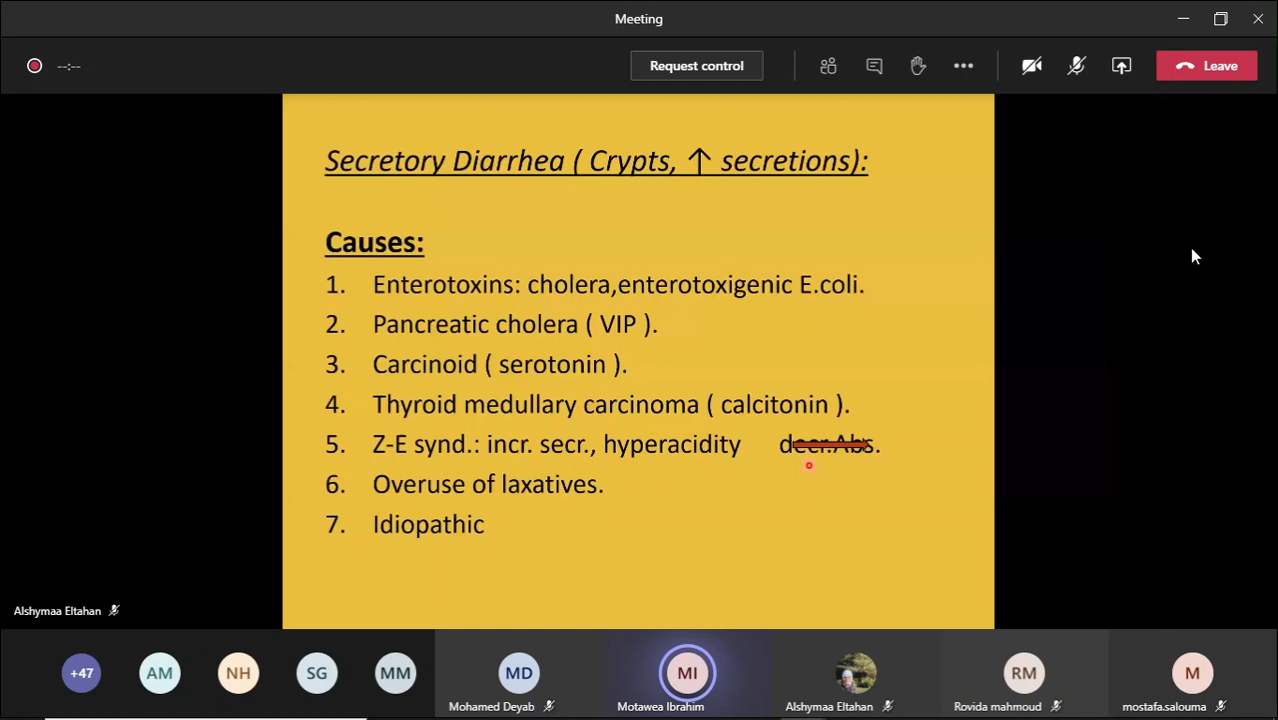 Meeting
--:--
Request control
Leave
Secretory Diarrhea ( Crypts, ↑ secretions):
Causes:
1. Enterotoxins: cholera,enterotoxigenic E.coli.
2. Pancreatic cholera ( VIP ).
3. Carcinoid ( serotonin ).
4. Thyroid medullary carcinoma ( calcitonin ).
5. Z-E synd.: incr. secr., hyperacidity decr.Abs.
6. Overuse of laxatives.
7. Idiopathic
Alshymaa Eltahan
+47 AM NH SG MM MD MI RM M
Mohamed Deyab Motawea Ibrahim Alshymaa Eltahan Rovida mahmoud mostafa.salouma